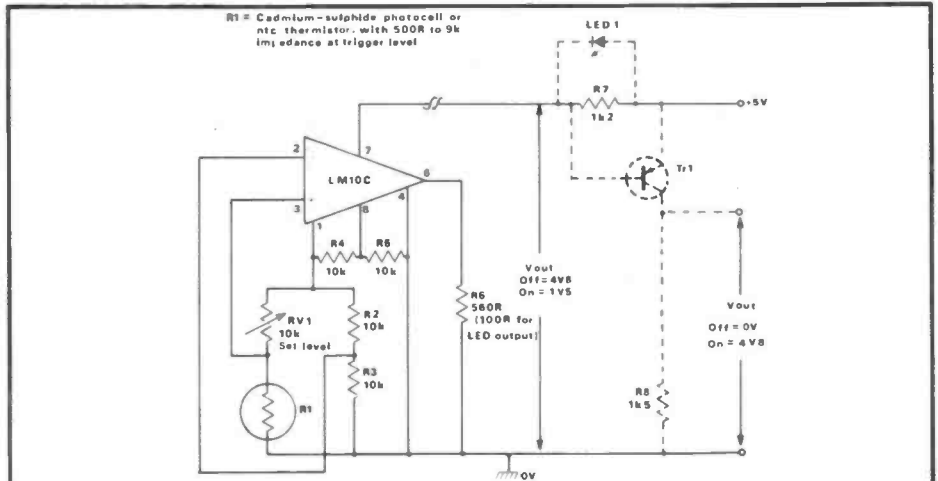 R1 = Cadmium-sulphide photocell or
ntc thermistor, with 500R to 9k
impedance at trigger level
LED 1
R7
1k2
+5V
2
7
LM10C
6
3
4
8
1
Tr1
R4
10k
R5
10k
RV1
10k
Set level
R2
10k
R3
10k
R1
R6
560R
(100R for
LED output)
Vout
Off = 4V8
On = 1V5
Vout
Off = 0V
On = 4V8
R8
1k5
0V